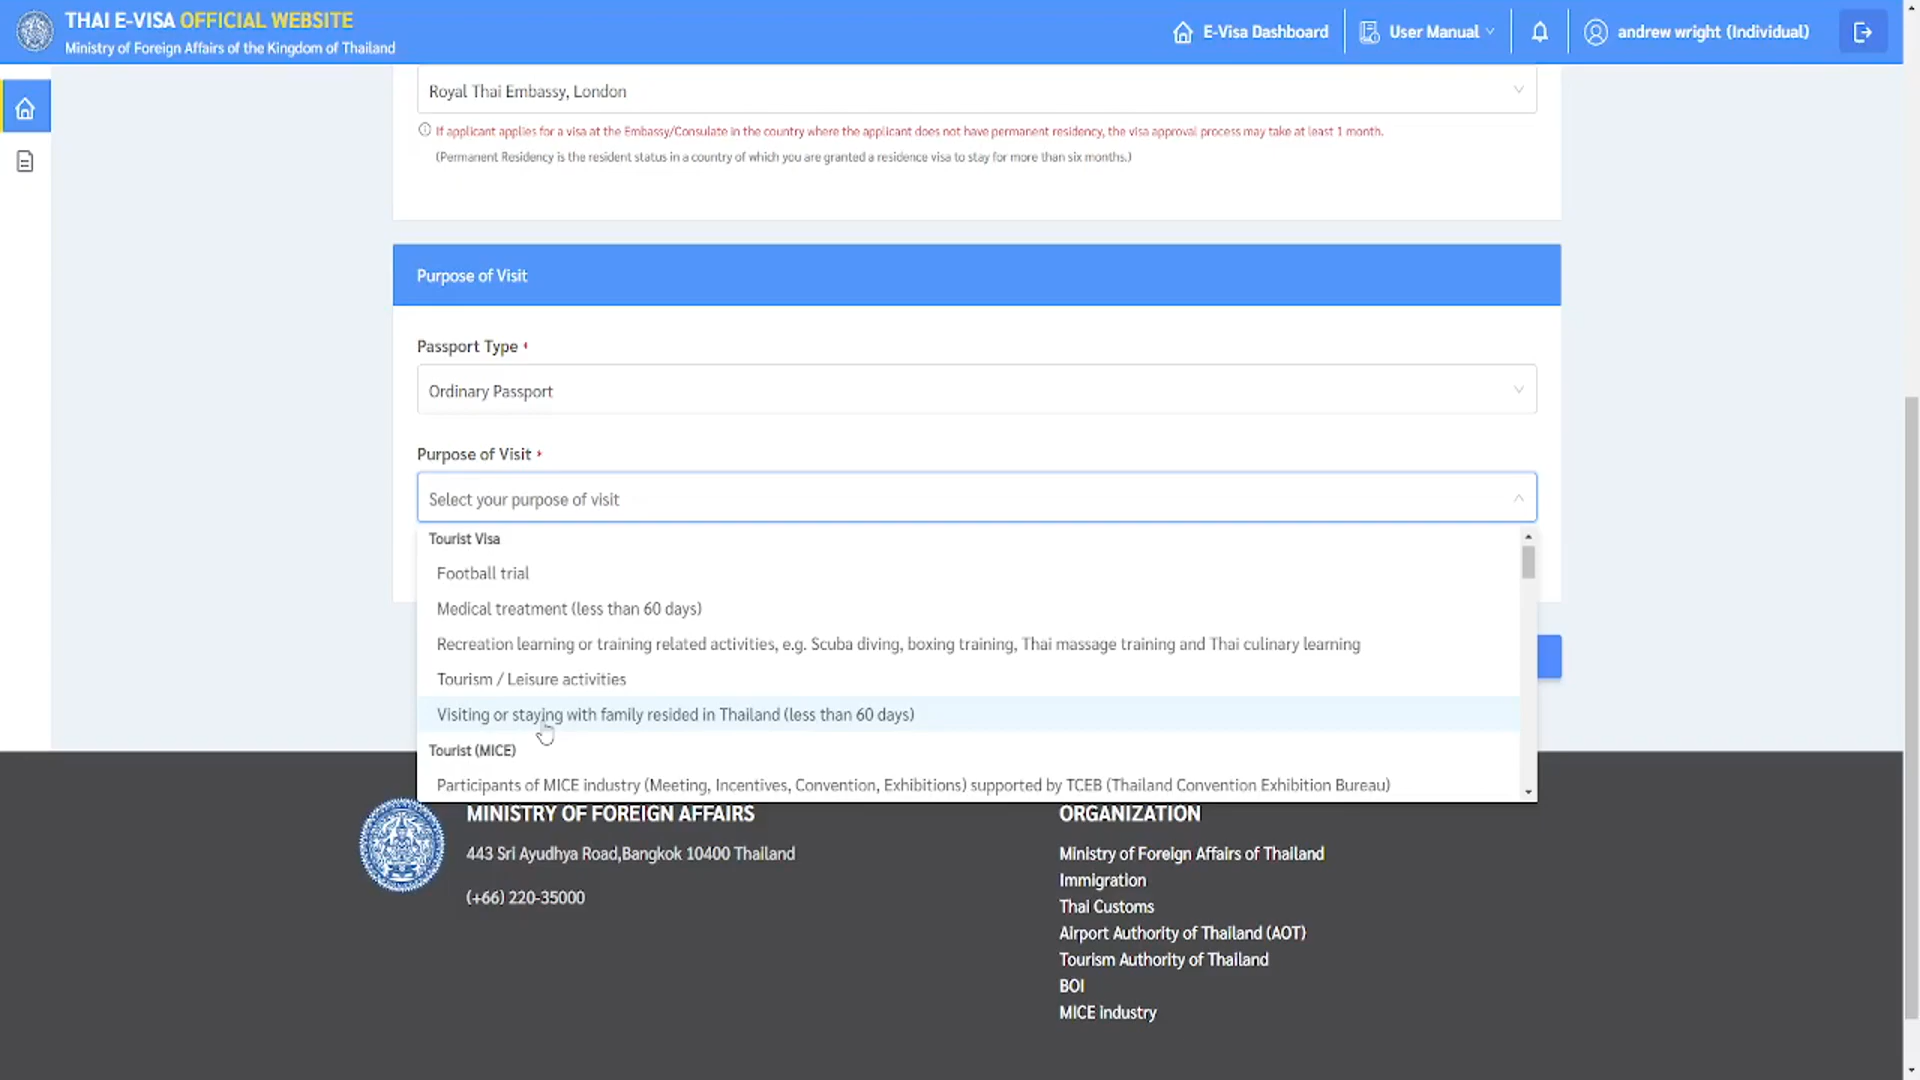 THAI E-VISA OFFICIAL WEBSITE
Ministry of Foreign Affairs of the Kingdom of Thailand
E-Visa Dashboard
User Manual
andrew wright (Individual)
Royal Thai Embassy, London
If applicant applies for a visa at the Embassy/Consulate in the country where the applicant does not have permanent residency, the visa approval process may take at least 1 month.
(Permanent Residency is the resident status in a country of which you are granted a residence visa to stay for more than six months.)
Purpose of Visit
Passport Type *
Ordinary Passport
Purpose of Visit *
Select your purpose of visit
Tourist Visa
Football trial
Medical treatment (less than 60 days)
Recreation learning or training related activities, e.g. Scuba diving, boxing training, Thai massage training and Thai culinary learning
Tourism / Leisure activities
Visiting or staying with family resided in Thailand (less than 60 days)
Tourist (MICE)
Participants of MICE industry (Meeting, Incentives, Convention, Exhibitions) supported by TCEB (Thailand Convention Exhibition Bureau)
MINISTRY OF FOREIGN AFFAIRS
443 Sri Ayudhya Road,Bangkok 10400 Thailand
(+66) 220-35000
ORGANIZATION
Ministry of Foreign Affairs of Thailand
Immigration
Thai Customs
Airport Authority of Thailand (AOT)
Tourism Authority of Thailand
BOI
MICE industry